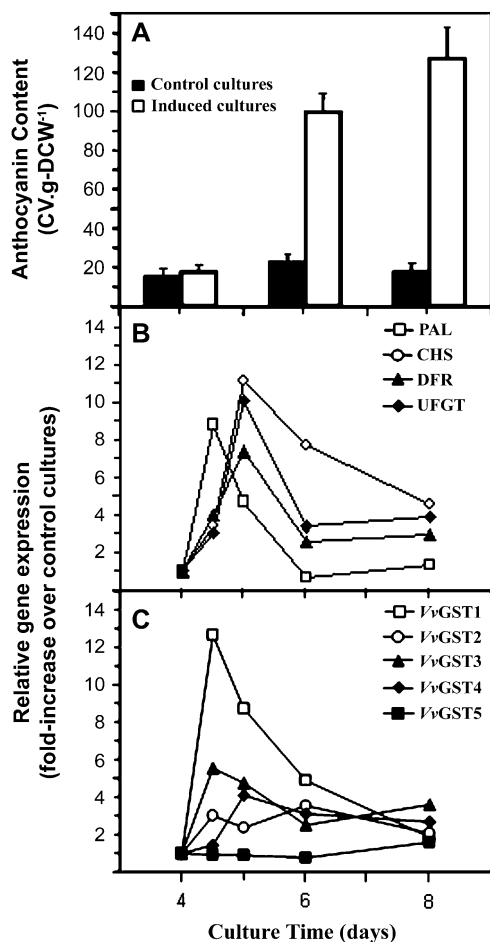 A
Control cultures
Induced cultures
Anthocyanin Content
(CV.g-DCW⁻¹)
140
120
100
80
60
40
20
B
PAL
CHS
DFR
UFGT
14
12
10
8
6
4
2
C
VvGST1
VvGST2
VvGST3
VvGST4
VvGST5
14
12
10
8
6
4
2
Relative gene expression
(fold-increase over control cultures)
4 6 8
Culture Time (days)